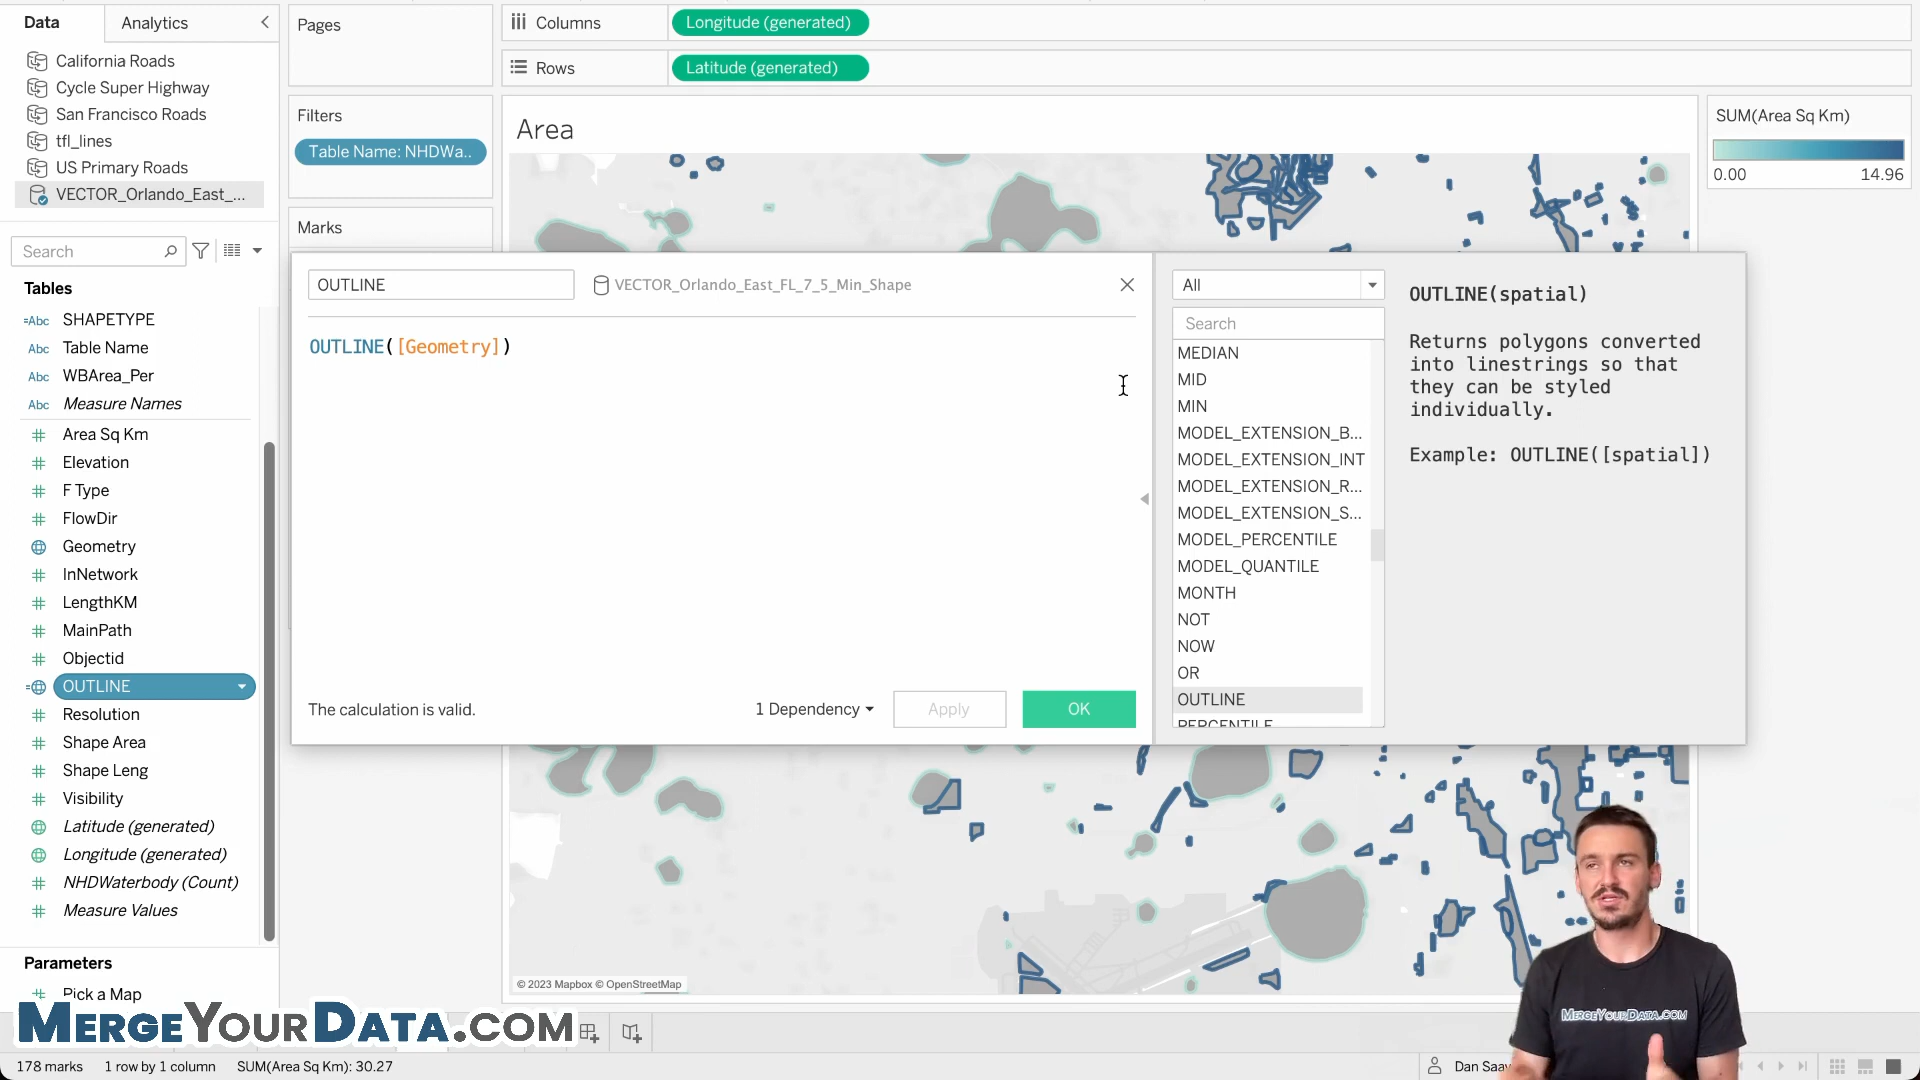 Data
Analytics
California Roads
Cycle Super Highway
San Francisco Roads
tfl_lines
US Primary Roads
VECTOR_Orlando_East_...
Search
Tables
=Abc SHAPETYPE
Abc Table Name
Abc WBArea_Per
Abc Measure Names
Area Sq Km
Elevation
F Type
FlowDir
Geometry
InNetwork
LengthKM
MainPath
Objectid
OUTLINE
Resolution
Shape Area
Shape Leng
Visibility
Latitude (generated)
Longitude (generated)
NHDWaterbody (Count)
Measure Values
Parameters
Pick a Map
MERGEYOURDATA.COM
178 marks 1 row by 1 column SUM(Area Sq Km): 30.27
Pages
Filters
Table Name: NHDWa..
Marks
Columns Longitude (generated)
Rows Latitude (generated)
Area
SUM(Area Sq Km)
0.00 14.96
OUTLINE
VECTOR_Orlando_East_FL_7_5_Min_Shape
OUTLINE([Geometry])
The calculation is valid.
1 Dependency
Apply
OK
All
Search
MEDIAN
MID
MIN
MODEL_EXTENSION_B...
MODEL_EXTENSION_INT
MODEL_EXTENSION_R...
MODEL_EXTENSION_S...
MODEL_PERCENTILE
MODEL_QUANTILE
MONTH
NOT
NOW
OR
OUTLINE
PERCENTILE
OUTLINE(spatial)
Returns polygons converted
into linestrings so that
they can be styled
individually.
Example: OUTLINE([spatial])
© 2023 Mapbox © OpenStreetMap
MERGEYOURDATA.COM
Dan Saav